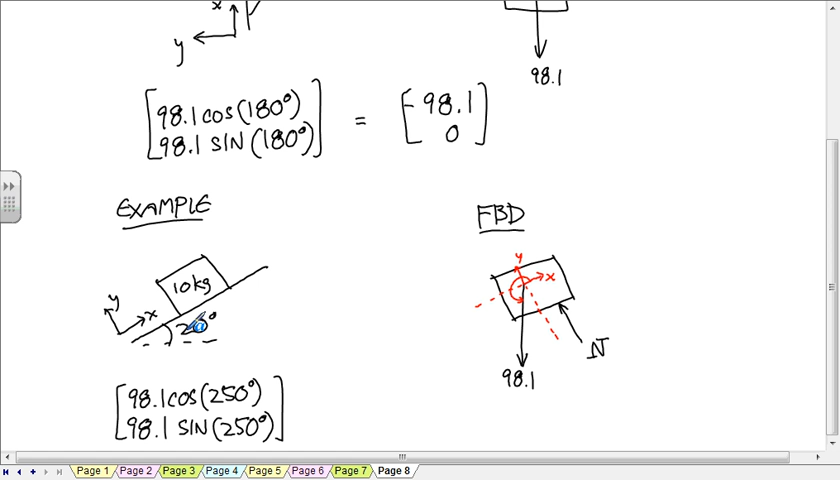 x
y
98.1
[98.1 cos(180°)
98.1 SIN(180°)] = [-98.1
0]
EXAMPLE
FBD
10kg
y
x
20°
y
x
N
98.1
[98.1cos(250°)
98.1 SIN(250°)]
Page 1 Page 2 Page 3 Page 4 Page 5 Page 6 Page 7 Page 8